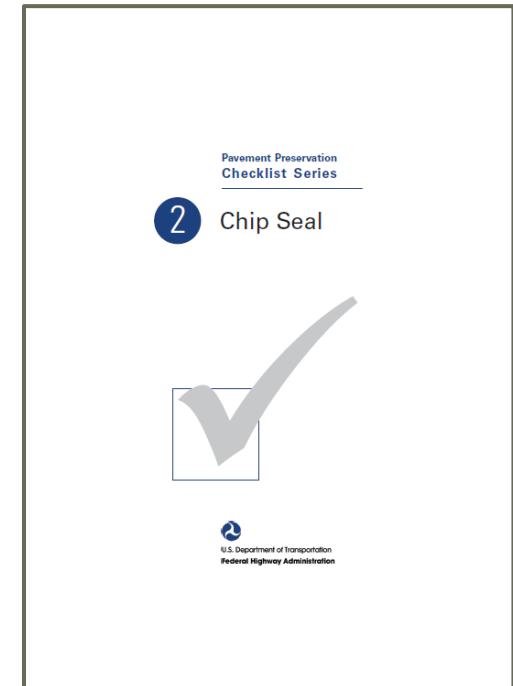 Pavement Preservation
Checklist Series
2 Chip Seal
U.S. Department of Transportation
Federal Highway Administration